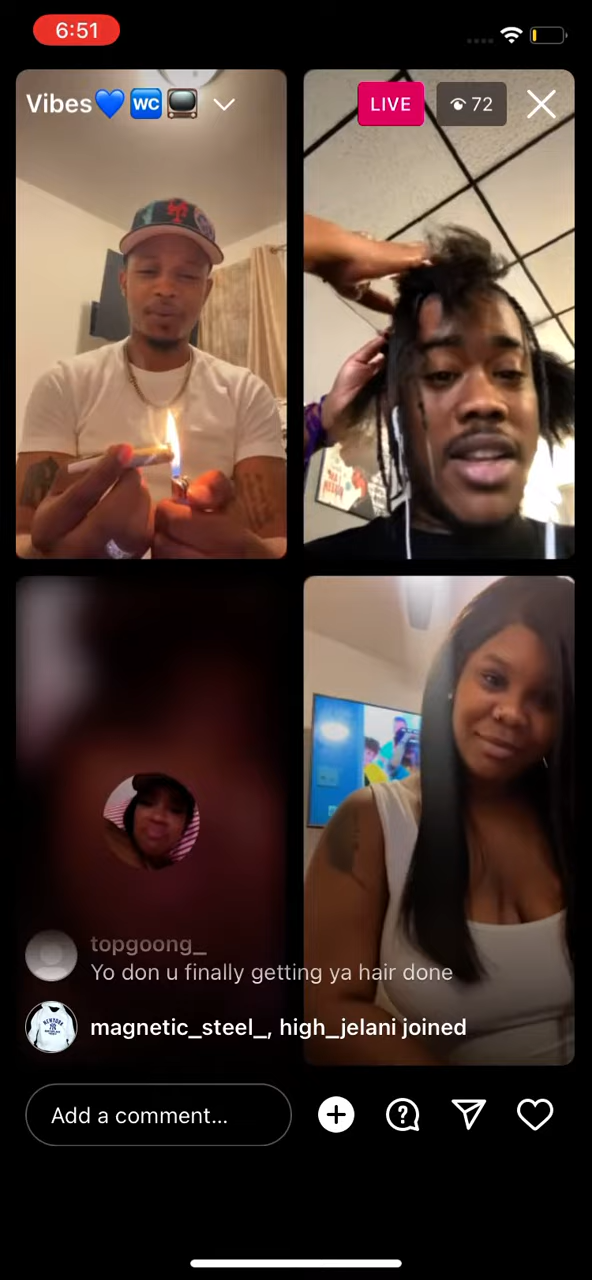 6:51
Vibes💙🚾📺
LIVE
72
topgoong_
Yo don u finally getting ya hair done
magnetic_steel_, high_jelani joined
Add a comment...